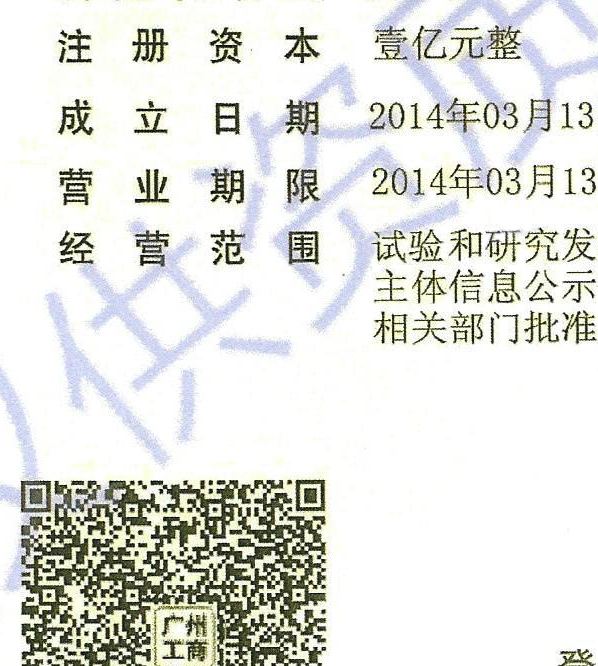 注册资本 壹亿元整
成立日期 2014年03月13
营业期限 2014年03月13
经营范围 试验和研究发
主体信息公示
相关部门批准
广州
工商
登